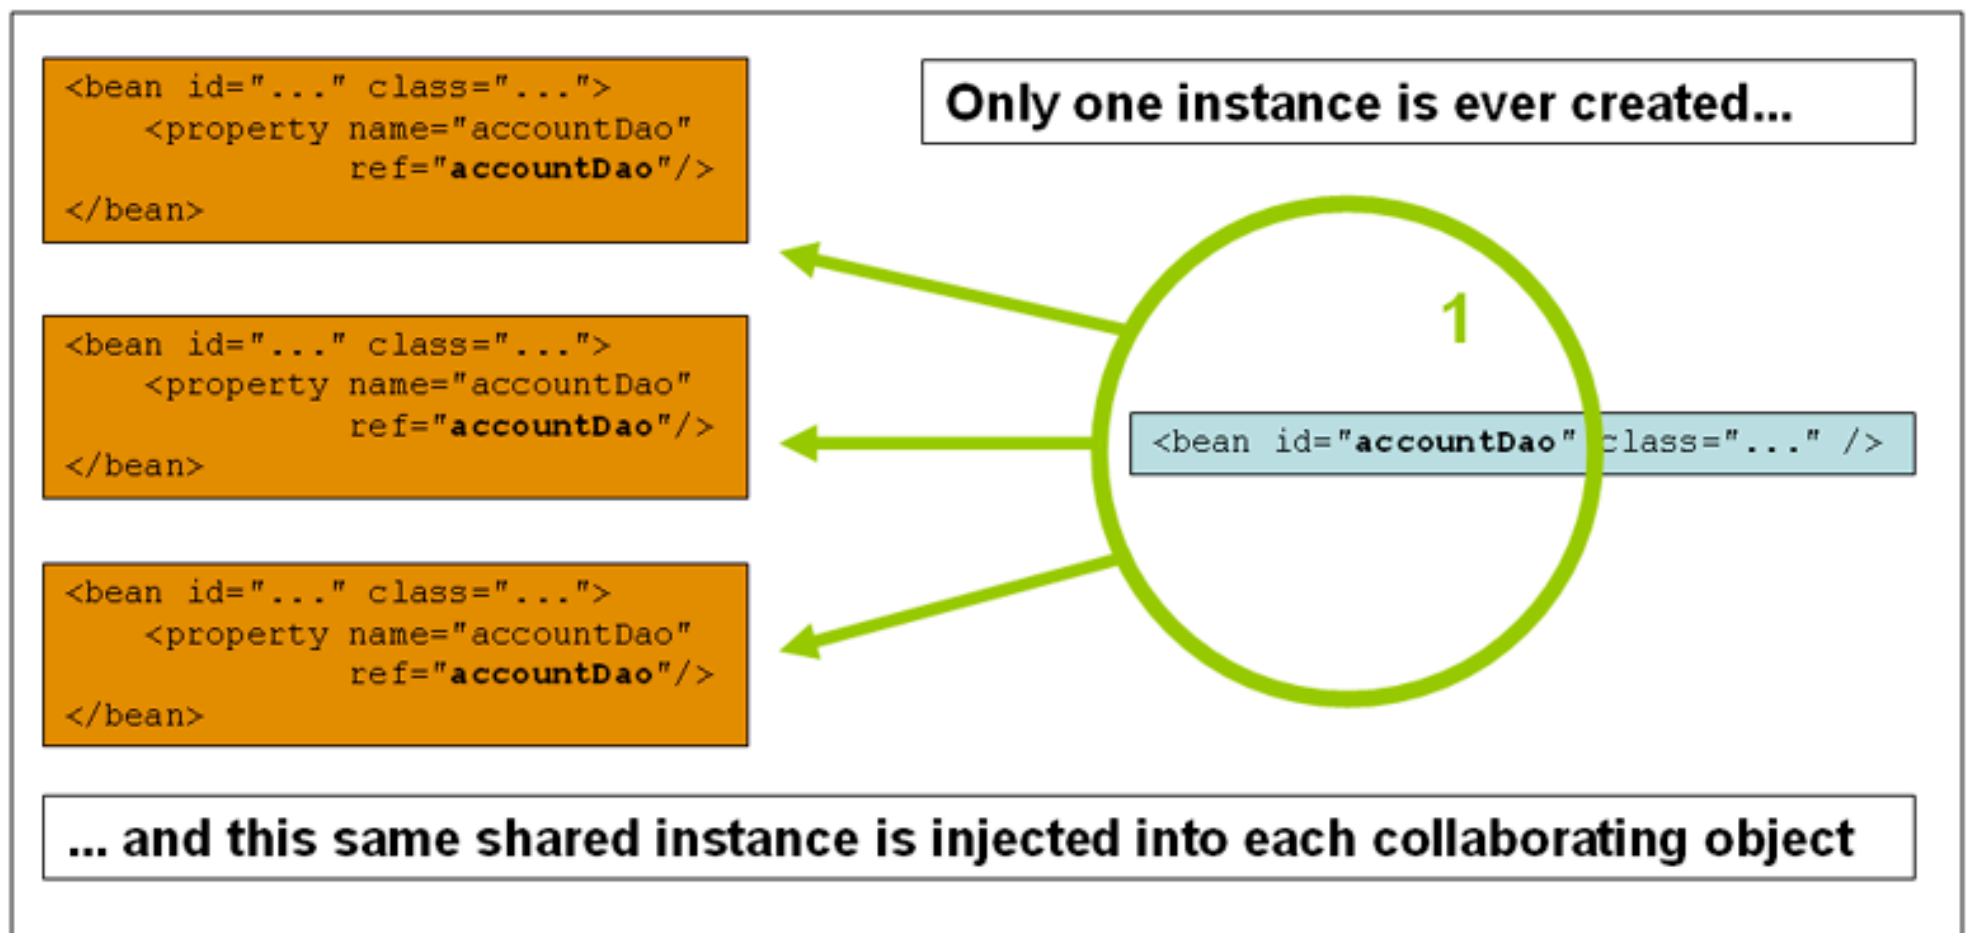 <bean id="..." class="...">
<property name="accountDao"
ref="accountDao"/>
</bean>
Only one instance is ever created...
<bean id="..." class="...">
<property name="accountDao"
ref="accountDao"/>
</bean>
1
<bean id="accountDao" class="..." />
<bean id="..." class="...">
<property name="accountDao"
ref="accountDao"/>
</bean>
... and this same shared instance is injected into each collaborating object